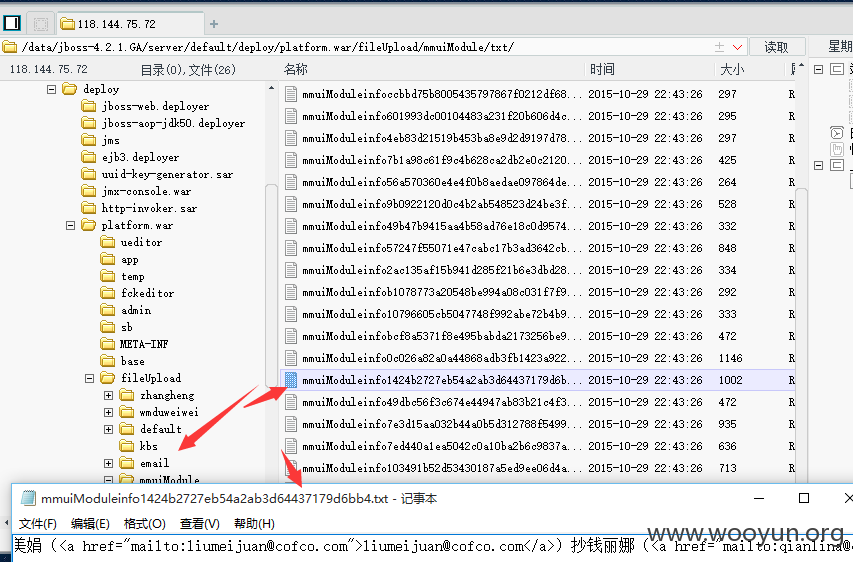 118.144.75.72
/data/jboss-4.2.1.GA/server/default/deploy/platform.war/fileUpload/mmuiModule/txt/
读取
星期
118.144.75.72
目录(0),文件(26)
名称
时间
大小
deploy
jboss-web.deployer
jboss-aop-jdk50.deployer
jms
ejb3.deployer
uuid-key-generator.sar
jmx-console.war
http-invoker.sar
platform.war
ueditor
app
temp
fckeditor
admin
sb
META-INF
base
fileUpload
zhangheng
wmduweiwei
default
kbs
email
mmuiModule
mmuiModuleinfoccbbd75b8005435797867f0212df68... 2015-10-29 22:43:26 297 R
mmuiModuleinfo601993dc00104483a231f20b606d4c... 2015-10-29 22:43:26 295 R
mmuiModuleinfo4eb83d21519b453ba8e9d2d9197d78... 2015-10-29 22:43:26 297 R
mmuiModuleinfo7b1a98c61f9c4b628ca2db2e0c2120... 2015-10-29 22:43:26 425 R
mmuiModuleinfo56a570360e4e4f0b8aedae097864de... 2015-10-29 22:43:26 264 R
mmuiModuleinfo9b0922120d0c4b2ab548523d24be3f... 2015-10-29 22:43:26 528 R
mmuiModuleinfo49b47b9415aa4b58ad76e18c0d9574... 2015-10-29 22:43:26 332 R
mmuiModuleinfo57247f55071e47cabc17b3ad3642cb... 2015-10-29 22:43:26 848 R
mmuiModuleinfo2ac135af15b941d285f21b6e3dbd28... 2015-10-29 22:43:26 334 R
mmuiModuleinfob1078773a20548be994a08c031f7f9... 2015-10-29 22:43:26 292 R
mmuiModuleinfo10796605cb5047748f992abe72b4b9... 2015-10-29 22:43:26 333 R
mmuiModuleinfobcf8a5371f8e495babda2173256be9... 2015-10-29 22:43:26 472 R
mmuiModuleinfo0c026a82a0a44868adb3fb1423a922... 2015-10-29 22:43:26 1146 R
mmuiModuleinfo1424b2727eb54a2ab3d64437179d6b... 2015-10-29 22:43:26 1002 R
mmuiModuleinfo49dbc56f3c674e44947ab83b21c4f3... 2015-10-29 22:43:26 472 R
mmuiModuleinfo7e3d15aa032b44a0b5d312788f5499... 2015-10-29 22:43:26 935 R
mmuiModuleinfo7ed440a1ea5042c0a10ba2b6c9837a... 2015-10-29 22:43:26 636 R
mmuiModuleinfo103491b52d53430187a5ed9ee06d4a... 2015-10-29 22:43:26 713 R
mmuiModuleinfo1424b2727eb54a2ab3d64437179d6bb4.txt - 记事本
文件(F) 编辑(E) 格式(O) 查看(V) 帮助(H)
美娟（<a href="mailto:liumeijuan@cofco.com">liumeijuan@cofco.com</a>）抄钱丽娜（<a href="mailto:qianlina@
www.wooyun.org